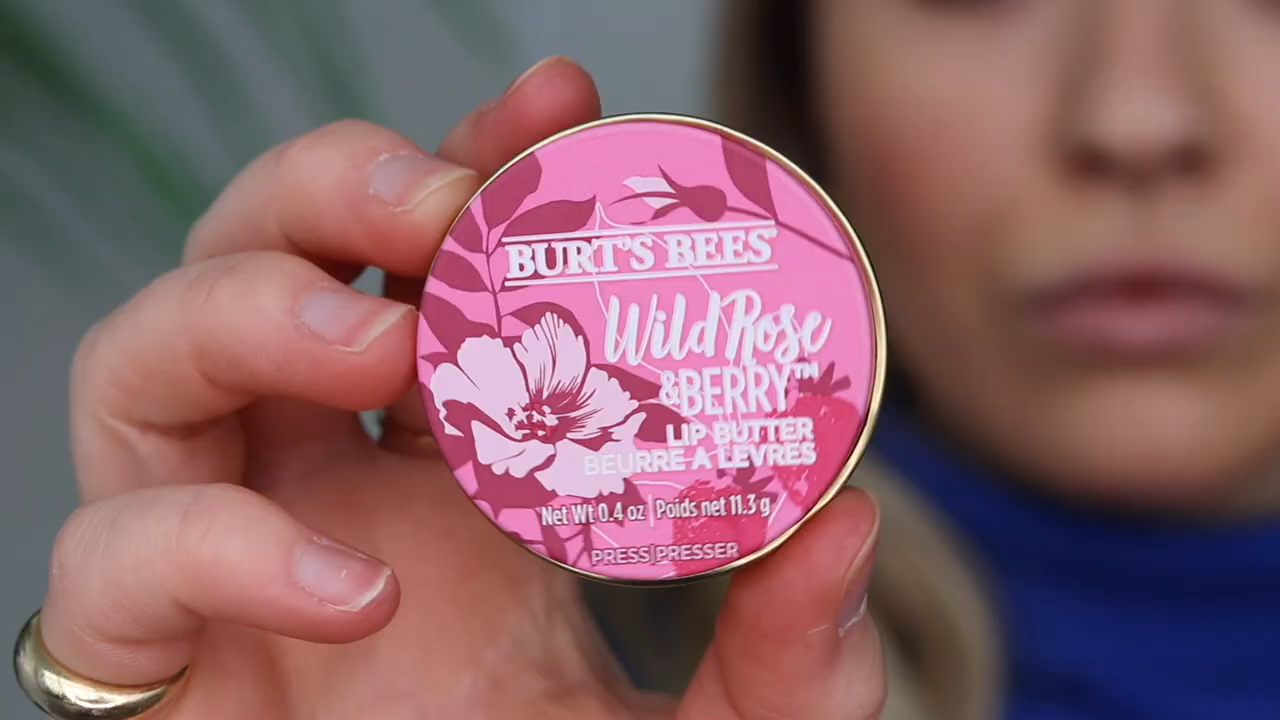 BURT'S BEES
Wild Rose
&BERRY™
LIP BUTTER
BEURRE A LEVRES
Net Wt 0.4 oz | Poids net 11.3 g
PRESS|PRESSER